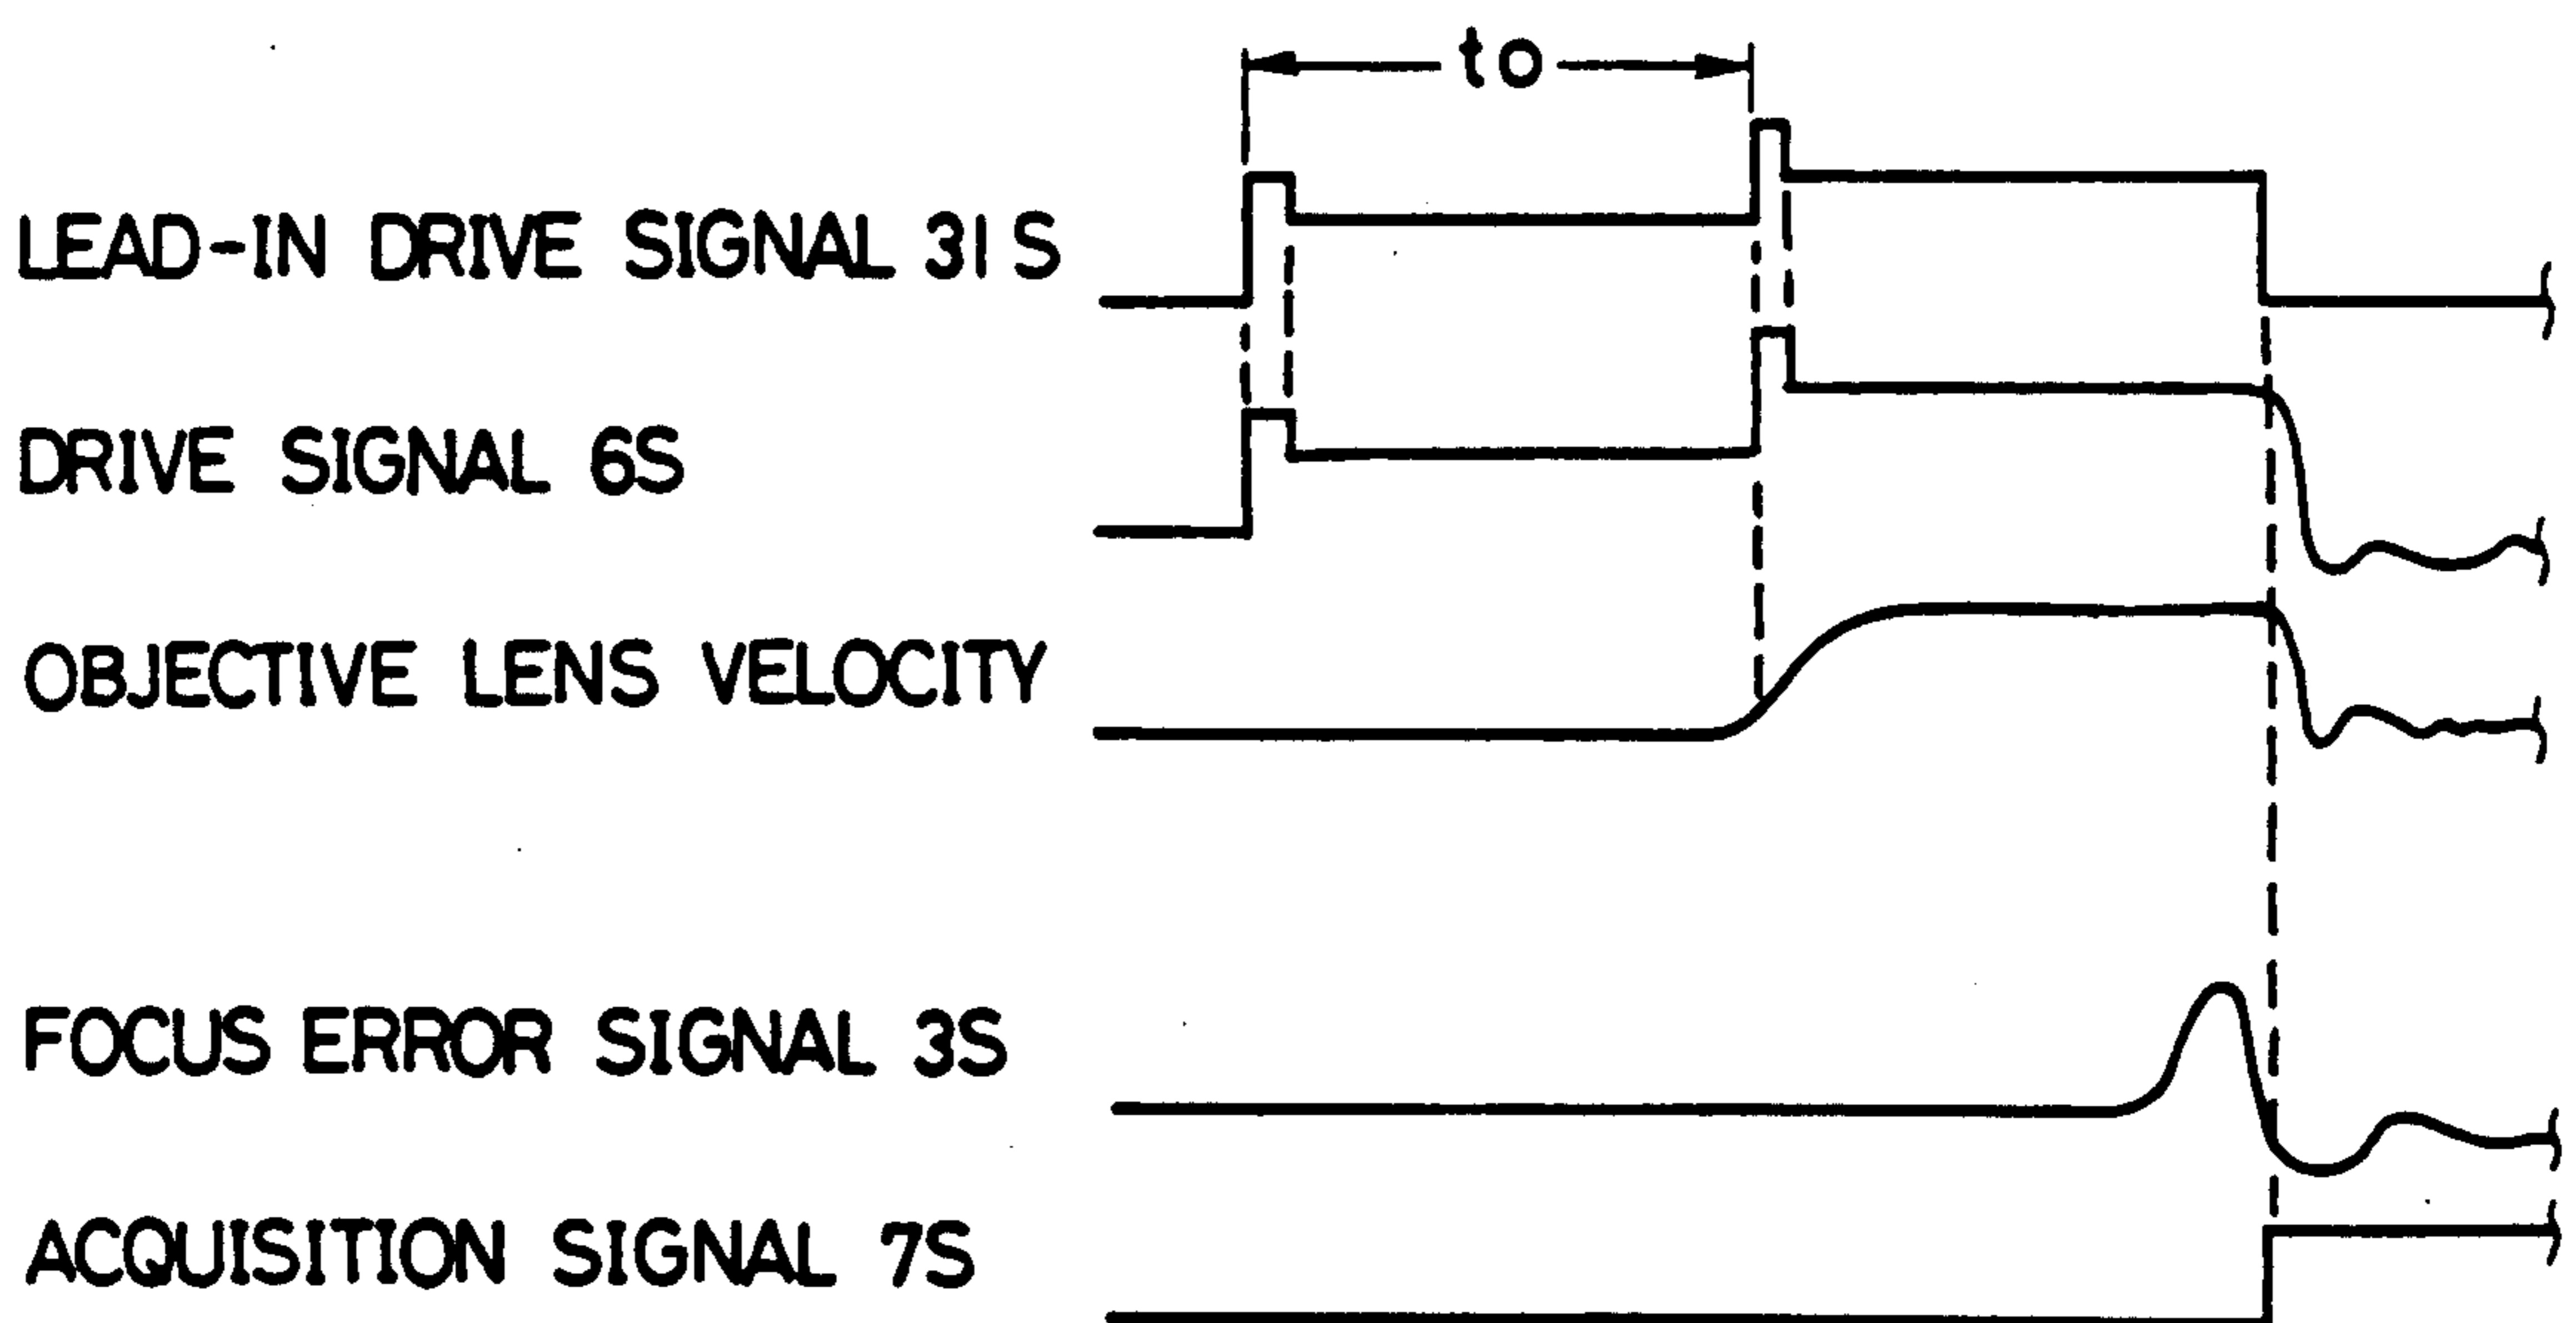 to
LEAD-IN DRIVE SIGNAL 31S
DRIVE SIGNAL 6S
OBJECTIVE LENS VELOCITY
FOCUS ERROR SIGNAL 3S
ACQUISITION SIGNAL 7S